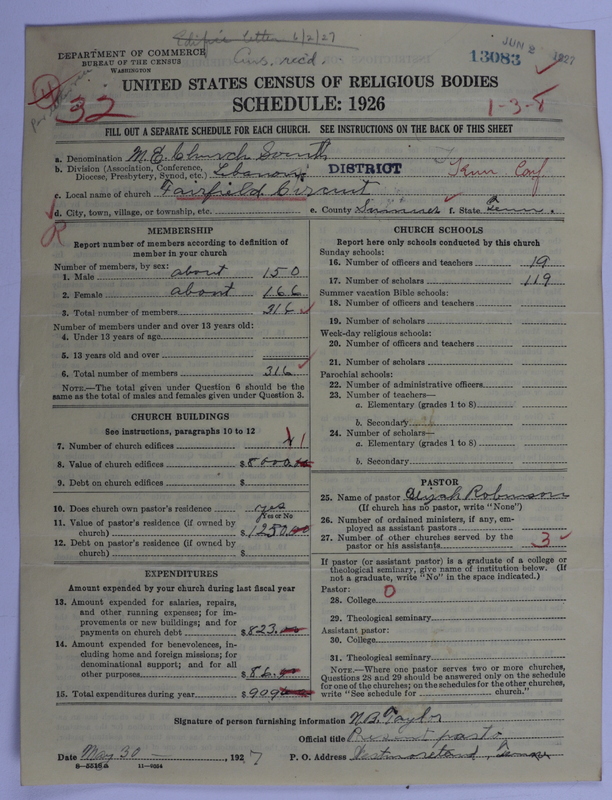 Letter 6/2/27
Ans. rec'd.
DEPARTMENT OF COMMERCE
BUREAU OF THE CENSUS
WASHINGTON
13083
JUN 2 1927
UNITED STATES CENSUS OF RELIGIOUS BODIES
SCHEDULE: 1926
32
1-3-8
FILL OUT A SEPARATE SCHEDULE FOR EACH CHURCH. SEE INSTRUCTIONS ON THE BACK OF THIS SHEET
a. Denomination M.E. Church South
b. Division (Association, Conference, Diocese, Presbytery, Synod, etc.) Lebanon DISTRICT Tenn. Conf
c. Local name of church Fairfield Circuit
d. City, town, village, or township, etc. e. County Sumner f. State Tenn.
R
MEMBERSHIP
Report number of members according to definition of
member in your church
Number of members, by sex:
1. Male about 150
2. Female about 166
3. Total number of members 316
Number of members under and over 13 years old:
4. Under 13 years of age
5. 13 years old and over
6. Total number of members 316
NOTE.—The total given under Question 6 should be the
same as the total of males and females given under Question 3.
CHURCH BUILDINGS
See instructions, paragraphs 10 to 12
7. Number of church edifices 1
8. Value of church edifices $8000.00
9. Debt on church edifices $
10. Does church own pastor's residence yes
Yes or No
11. Value of pastor's residence (if owned by
church) $1250.00
12. Debt on pastor's residence (if owned by
church) $
EXPENDITURES
Amount expended by your church during last fiscal year
13. Amount expended for salaries, repairs,
and other running expenses; for im-
provements or new buildings; and for
payments on church debt $823.
14. Amount expended for benevolences, in-
cluding home and foreign missions; for
denominational support; and for all
other purposes $86.
15. Total expenditures during year $909
CHURCH SCHOOLS
Report here only schools conducted by this church
Sunday schools:
16. Number of officers and teachers 19
17. Number of scholars 119
Summer vacation Bible schools:
18. Number of officers and teachers
19. Number of scholars
Week-day religious schools:
20. Number of officers and teachers
21. Number of scholars
Parochial schools:
22. Number of administrative officers
23. Number of teachers—
a. Elementary (grades 1 to 8)
b. Secondary
24. Number of scholars—
a. Elementary (grades 1 to 8)
b. Secondary
PASTOR
25. Name of pastor Elijah Robinson
(If church has no pastor, write "None")
26. Number of ordained ministers, if any, em-
ployed as assistant pastors
27. Number of other churches served by the
pastor or his assistants 3
If pastor (or assistant pastor) is a graduate of a college or
theological seminary, give name of institution below. (If
not a graduate, write "No" in the space indicated.)
Pastor: 0
28. College
29. Theological seminary
Assistant pastor:
30. College
31. Theological seminary
NOTE.—Where one pastor serves two or more churches,
Questions 28 and 29 should be answered only on the schedule
for one of the churches; on the schedules for the other churches,
write "See schedule for church."
Signature of person furnishing information N.B. Taylor
Official title Present pastor
Date May 30, 1927 P. O. Address Westmoreland, Tenn
8—5518a 11—9264